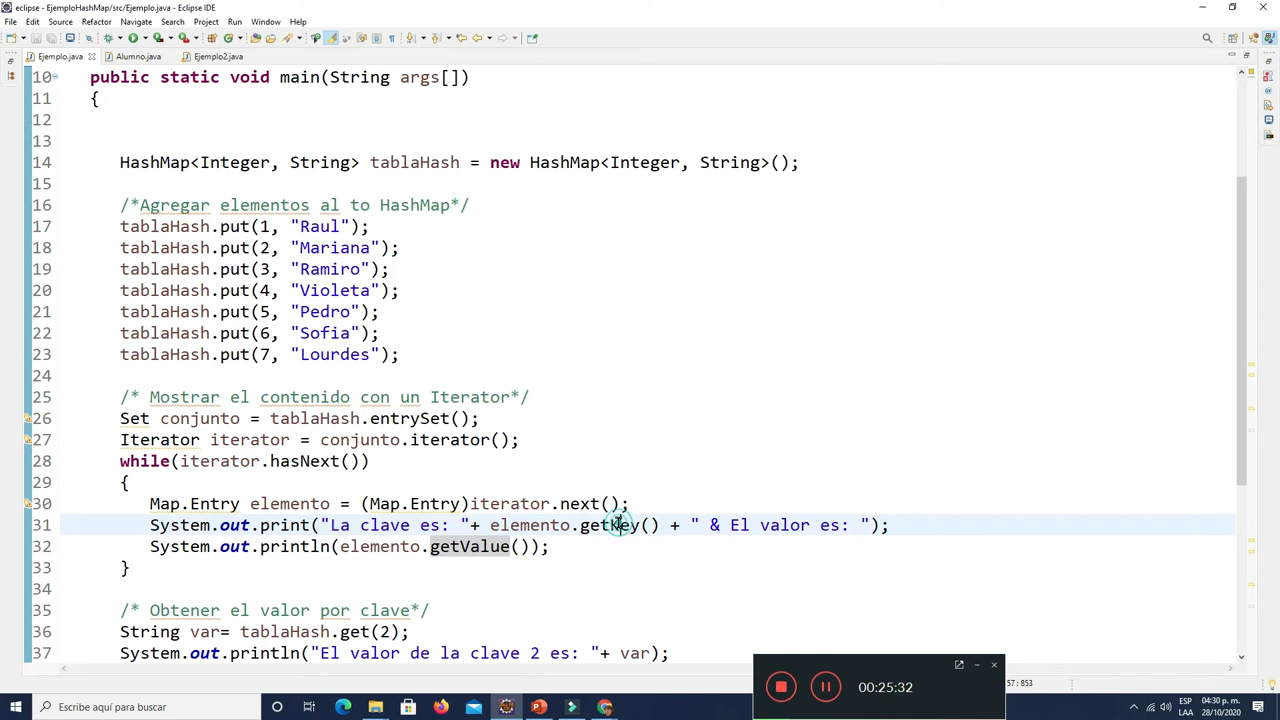 eclipse - EjemploHashMap/src/Ejemplo.java - Eclipse IDE
File Edit Source Refactor Navigate Search Project Run Window Help
Ejemplo.java Alumno.java Ejemplo2.java
10 public static void main(String args[])
11 {
12
13
14 HashMap<Integer, String> tablaHash = new HashMap<Integer, String>();
15
16 /*Agregar elementos al to HashMap*/
17 tablaHash.put(1, "Raul");
18 tablaHash.put(2, "Mariana");
19 tablaHash.put(3, "Ramiro");
20 tablaHash.put(4, "Violeta");
21 tablaHash.put(5, "Pedro");
22 tablaHash.put(6, "Sofia");
23 tablaHash.put(7, "Lourdes");
24
25 /* Mostrar el contenido con un Iterator*/
26 Set conjunto = tablaHash.entrySet();
27 Iterator iterator = conjunto.iterator();
28 while(iterator.hasNext())
29 {
30 Map.Entry elemento = (Map.Entry)iterator.next();
31 System.out.print("La clave es: "+ elemento.getKey() + " & El valor es: ");
32 System.out.println(elemento.getValue());
33 }
34
35 /* Obtener el valor por clave*/
36 String var= tablaHash.get(2);
37 System.out.println("El valor de la clave 2 es: "+ var);
00:25:32
57 : 853
Escribe aquí para buscar
ESP 04:30 p. m.
LAA 28/10/2020